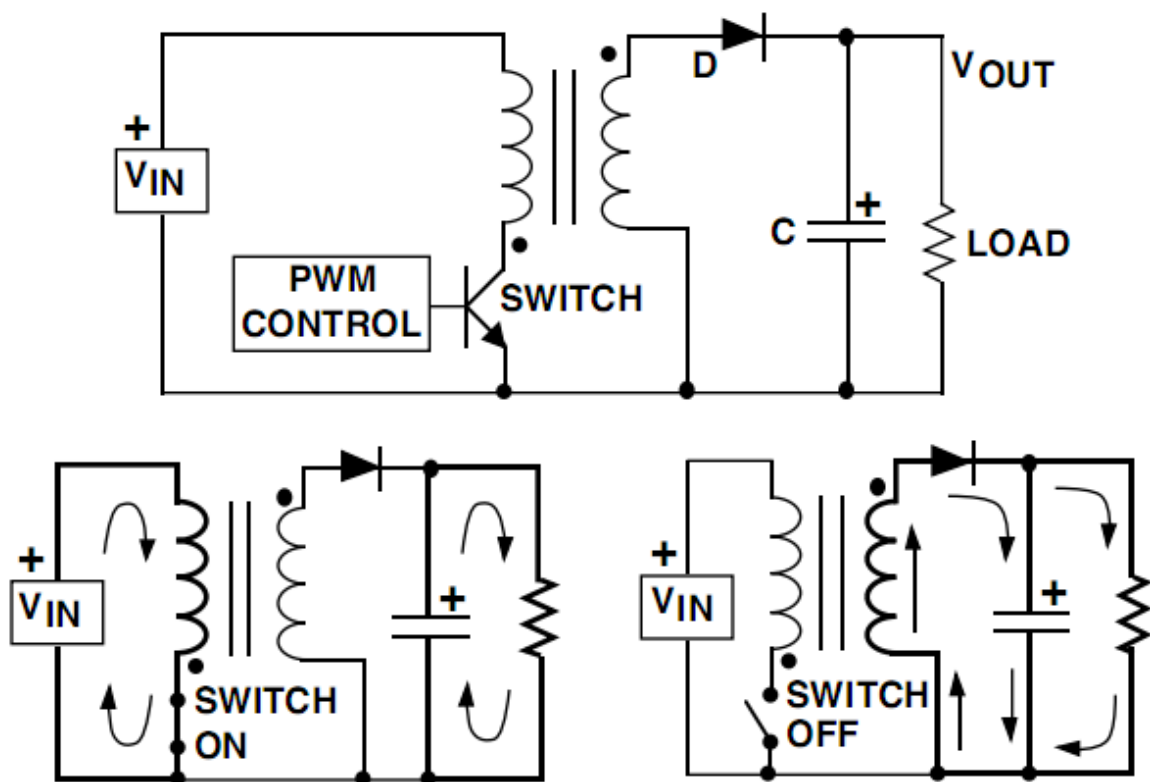 +
VIN
D
VOUT
C
+
LOAD
PWM
CONTROL
SWITCH
+
VIN
+
SWITCH
ON
+
VIN
+
SWITCH
OFF